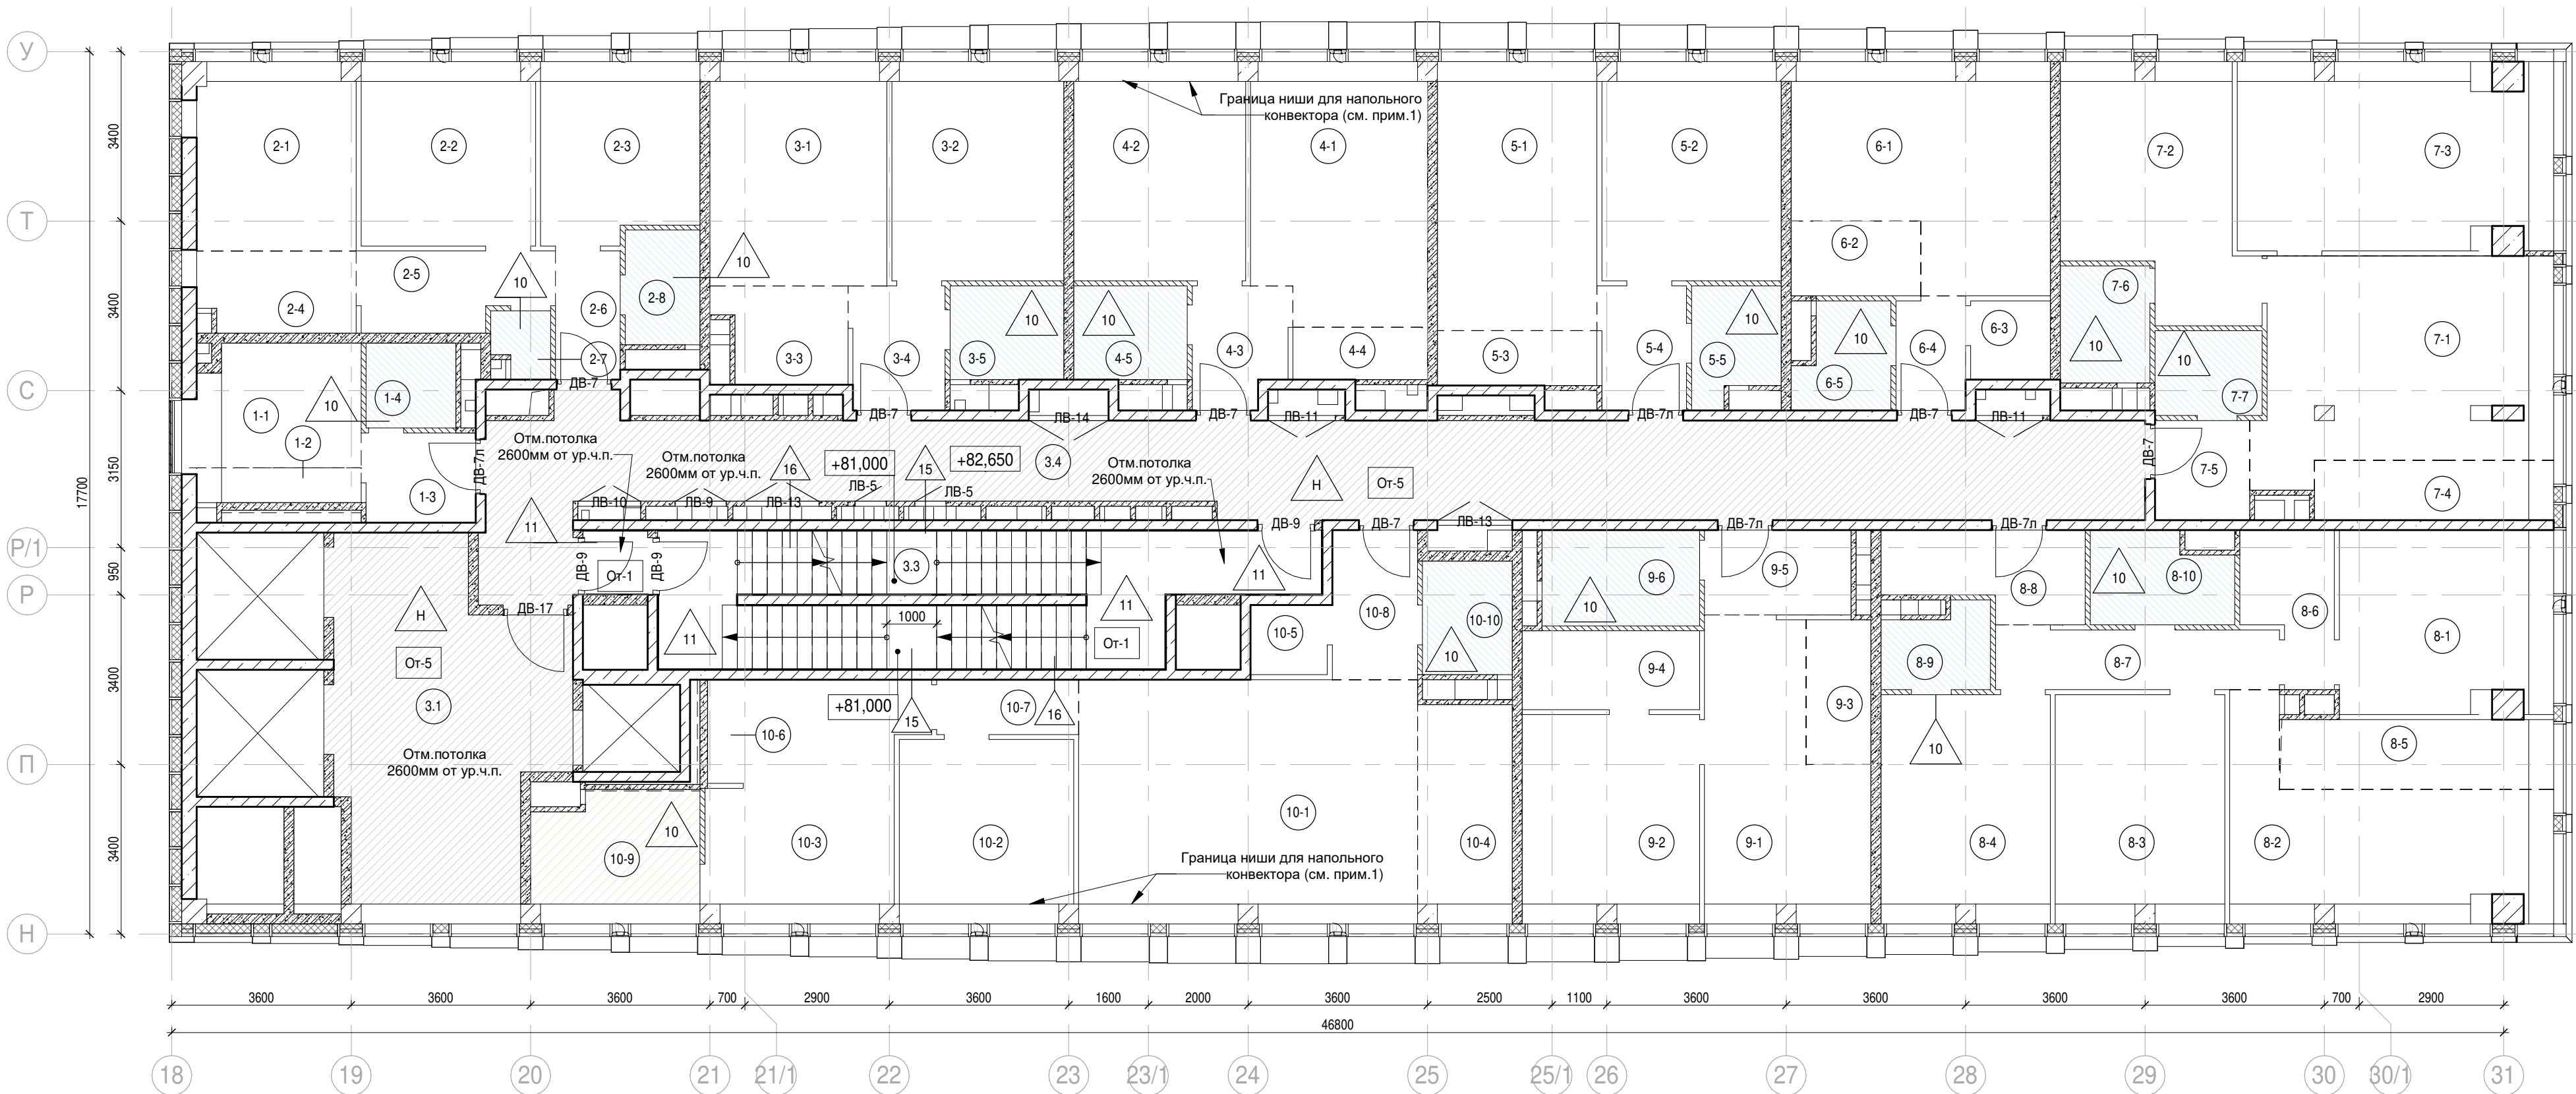 У
Т
С
Р/1
Р
П
Н
3400
3400
3150
950
3400
3400
17700
Граница ниши для напольного
конвектора (см. прим.1)
2-1
2-2
2-3
3-1
3-2
4-2
4-1
5-1
5-2
6-1
7-2
7-3
2-5
10
10
6-2
2-4
2-6
2-8
7-6
10
10
10
10
6-3
7-1
2-7
3-3
3-4
3-5
4-5
4-3
4-4
5-3
5-4
5-5
10
6-4
10
10
6-5
7-7
1-1
10
1-4
ДВ-7
ДВ-7
ЛВ-14
ДВ-7
ЛВ-11
ДВ-7л
ДВ-7
ЛВ-11
ДВ-7
1-2
1-3
ДВ-7л
Отм.потолка
2600мм от ур.ч.п.
Отм.потолка
2600мм от ур.ч.п.
16
+81,000
15
+82,650
3.4
Отм.потолка
2600мм от ур.ч.п.
Н
От-5
7-5
7-4
ЛВ-10
ЛВ-9
ЛВ-13
ЛВ-5
ЛВ-5
11
ДВ-9
ДВ-7
ЛВ-13
ДВ-7л
ДВ-7л
ДВ-9
От-1
ДВ-9
3.3
11
9-6
10
9-5
8-8
10
8-10
Н
ДВ-17
11
11
1000
От-1
10-5
10-8
10-10
10
8-6
8-1
От-5
9-4
8-9
8-7
3.1
+81,000
15
10-7
16
9-3
10-6
10
8-5
Отм.потолка
2600мм от ур.ч.п.
10-9
10
10-3
10-2
10-1
10-4
9-2
9-1
8-4
8-3
8-2
Граница ниши для напольного
конвектора (см. прим.1)
3600
3600
3600
700
2900
3600
1600
2000
3600
2500
1100
3600
3600
3600
3600
700
2900
46800
18
19
20
21
21/1
22
23
23/1
24
25
25/1
26
27
28
29
30
30/1
31